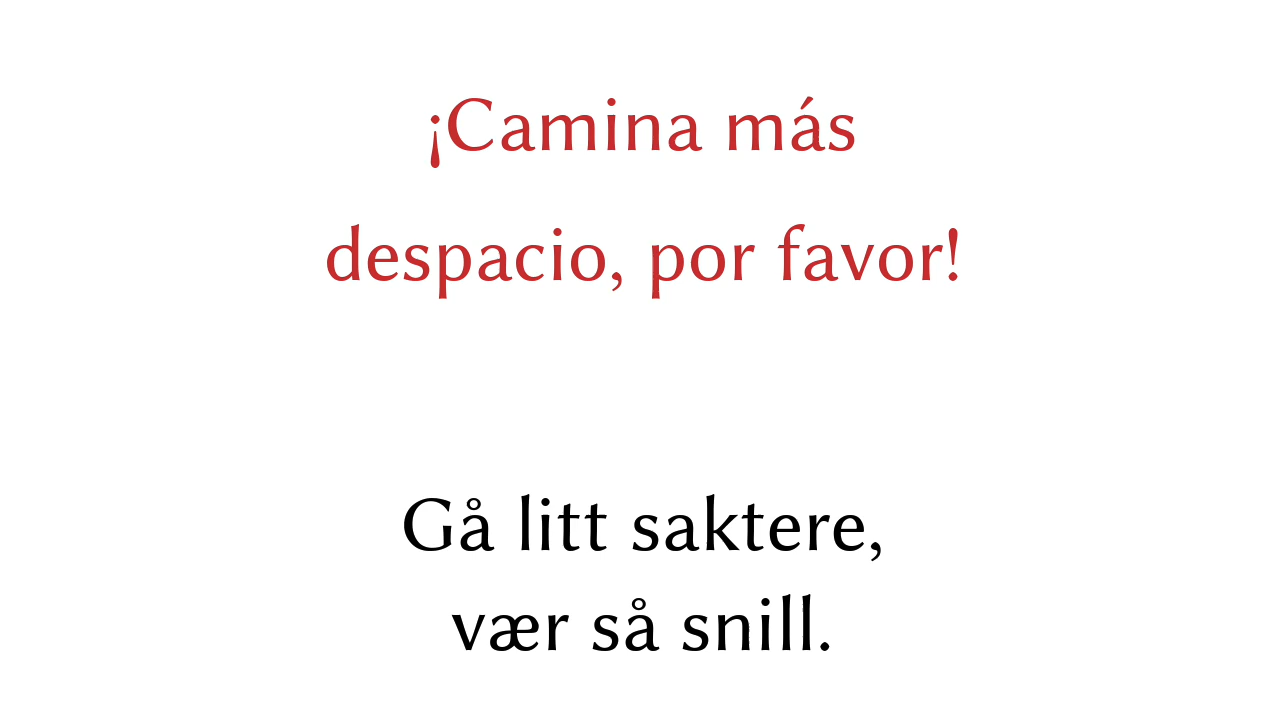 ¡Camina más
despacio, por favor!
Gå litt saktere,
vær så snill.